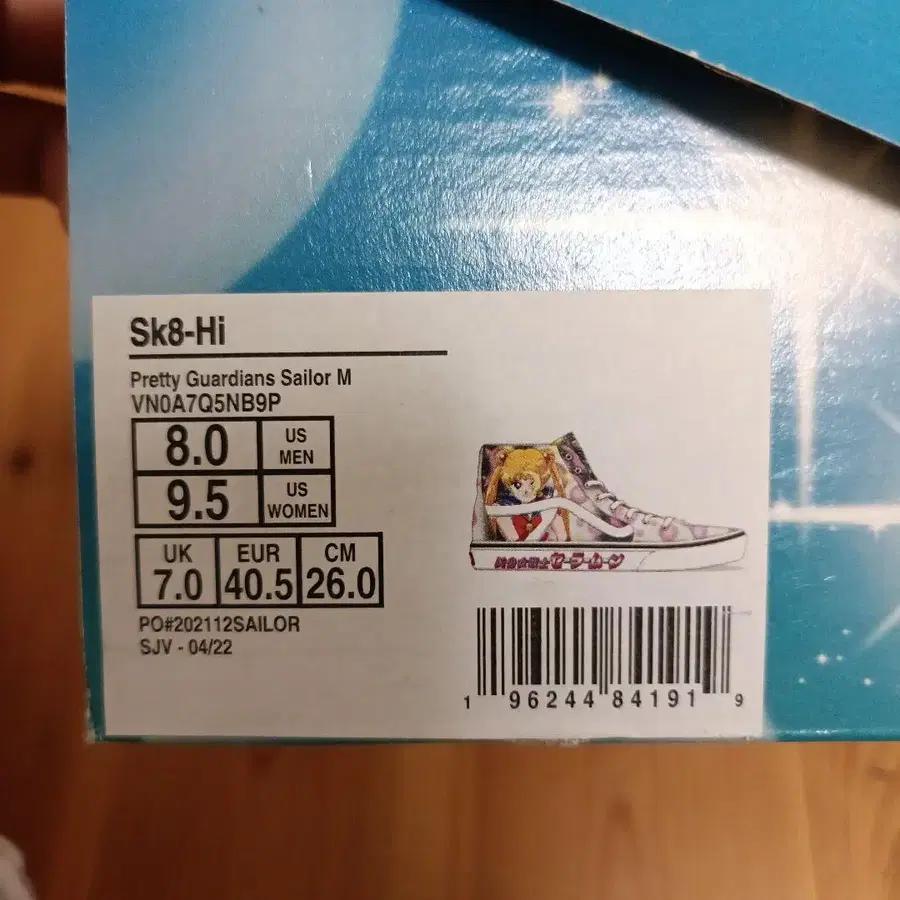 Sk8-Hi
Pretty Guardians Sailor M
VN0A7Q5NB9P
8.0 US MEN
9.5 US WOMEN
UK 7.0 EUR 40.5 CM 26.0
PO#202112SAILOR
SJV - 04/22
美少女戦士セーラームーン
1 96244 84191 9